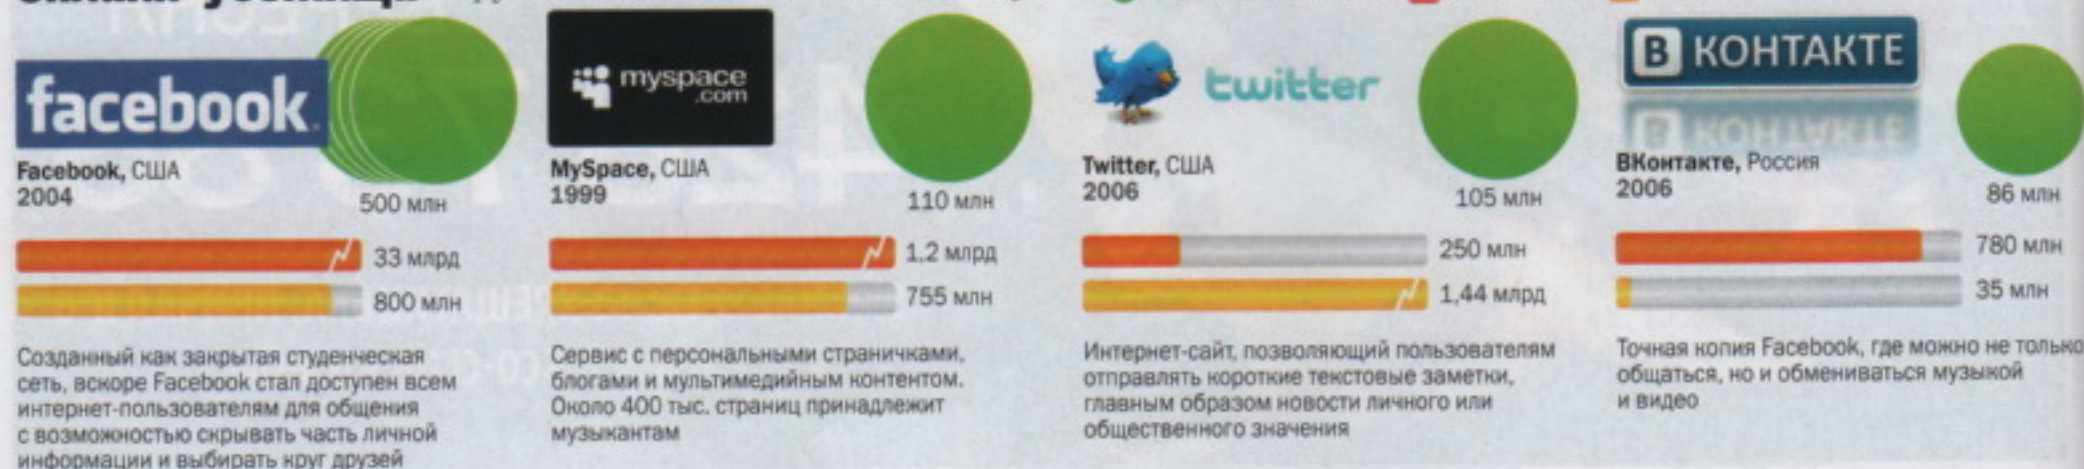 facebook
Facebook, США
2004
500 млн
33 млрд
800 млн
Созданный как закрытая студенческая
сеть, вскоре Facebook стал доступен всем
интернет-пользователям для общения
с возможностью скрывать часть личной
информации и выбирать круг друзей
myspace
.com
MySpace, США
1999
110 млн
1,2 млрд
755 млн
Сервис с персональными страничками,
блогами и мультимедийным контентом.
Около 400 тыс. страниц принадлежит
музыкантам
twitter
Twitter, США
2006
105 млн
250 млн
1,44 млрд
Интернет-сайт, позволяющий пользователям
отправлять короткие текстовые заметки,
главным образом новости личного или
общественного значения
В КОНТАКТЕ
ВКонтакте, Россия
2006
86 млн
780 млн
35 млн
Точная копия Facebook, где можно не только
общаться, но и обмениваться музыкой
и видео